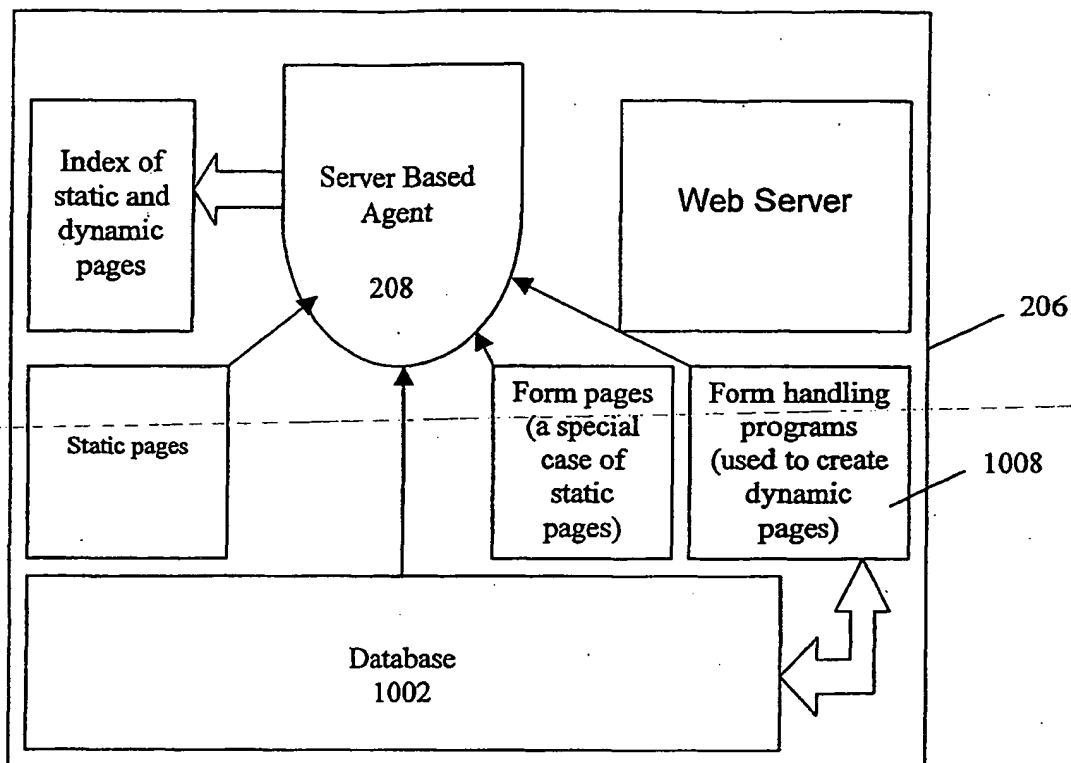 Index of
static and
dynamic
pages
Server Based
Agent
208
Web Server
206
Static pages
Form pages
(a special
case of
static
pages)
Form handling
programs
(used to create
dynamic
pages)
1008
Database
1002